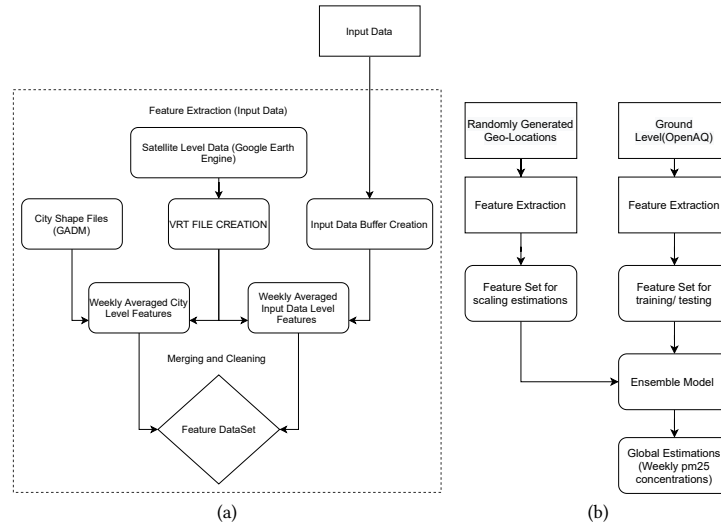 Input Data
Feature Extraction (Input Data)
Satellite Level Data (Google Earth
Engine)
City Shape Files
(GADM)
VRT FILE CREATION
Input Data Buffer Creation
Weekly Averaged City
Level Features
Weekly Averaged
Input Data Level
Features
Merging and Cleaning
Feature DataSet
(a)
Randomly Generated
Geo-Locations
Ground
Level(OpenAQ)
Feature Extraction
Feature Extraction
Feature Set for
scaling estimations
Feature Set for
training/ testing
Ensemble Model
Global Estimations
(Weekly pm25
concentrations)
(b)